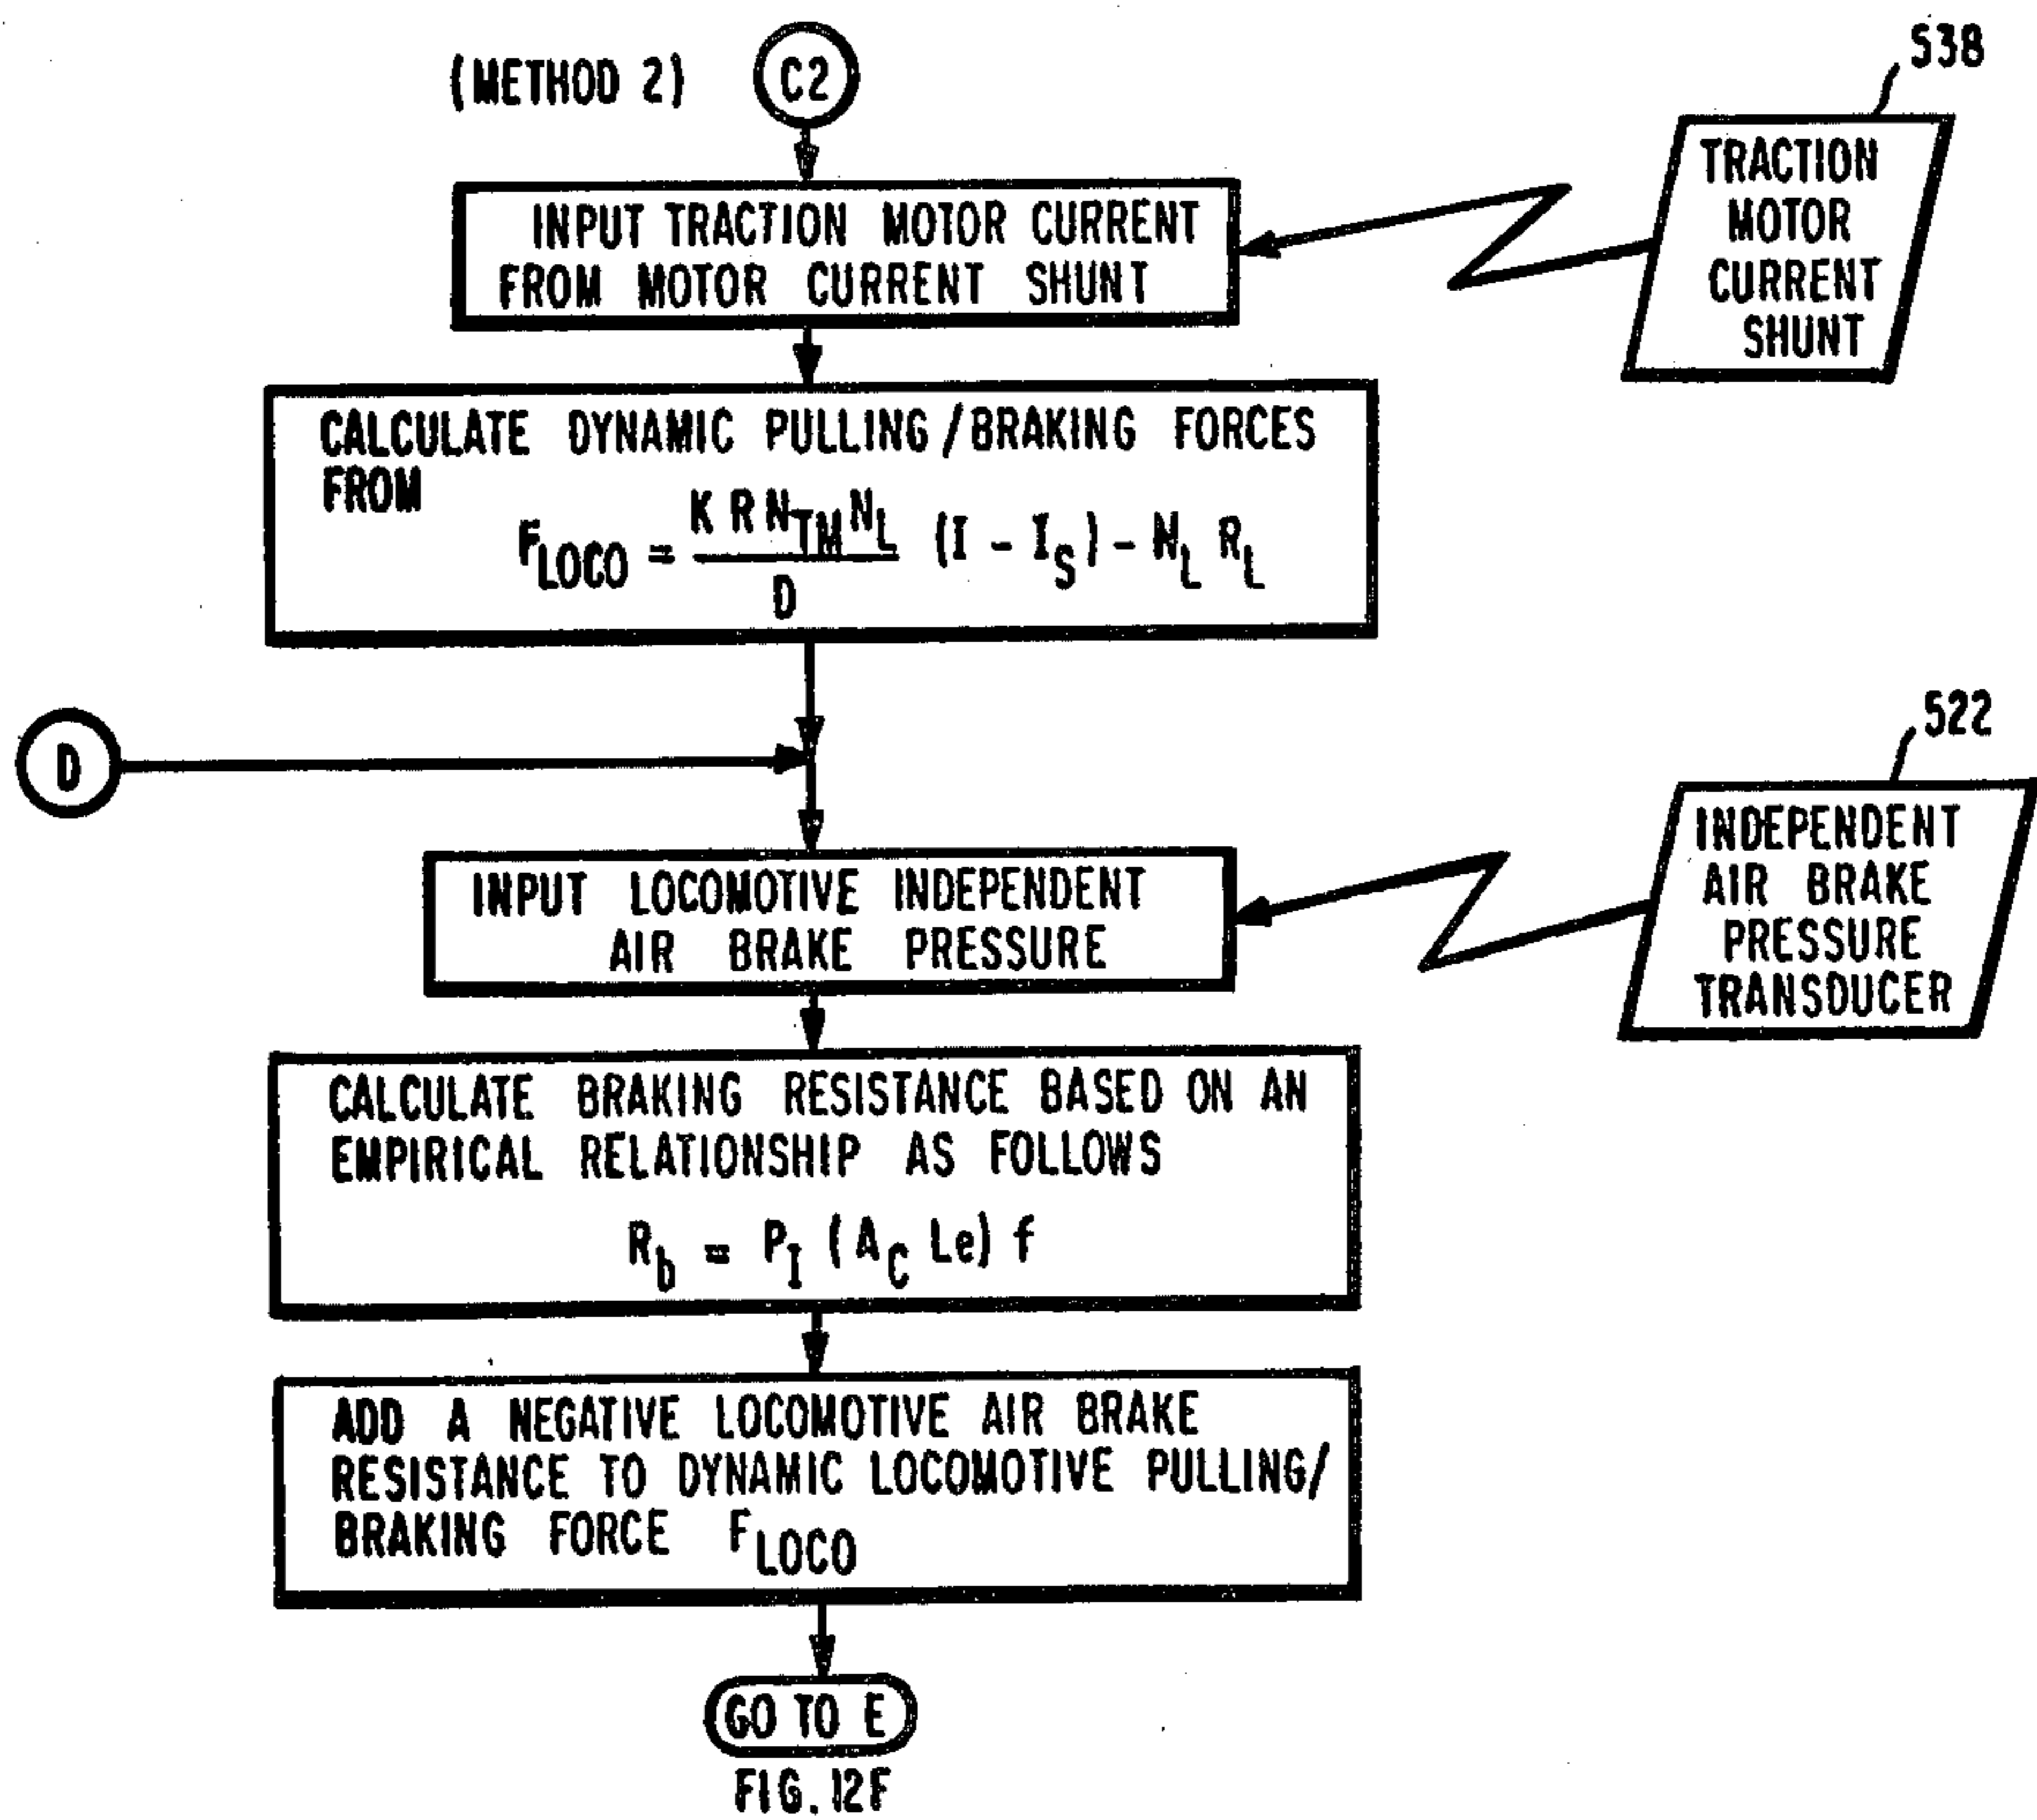 (METHOD 2) C2
538
TRACTION
MOTOR
CURRENT
SHUNT
INPUT TRACTION MOTOR CURRENT
FROM MOTOR CURRENT SHUNT
CALCULATE DYNAMIC PULLING/BRAKING FORCES
FROM
F_LOCO = K R N_TM N_L / D (I - I_S) - N_L R_L
D
522
INDEPENDENT
AIR BRAKE
PRESSURE
TRANSDUCER
INPUT LOCOMOTIVE INDEPENDENT
AIR BRAKE PRESSURE
CALCULATE BRAKING RESISTANCE BASED ON AN
EMPIRICAL RELATIONSHIP AS FOLLOWS
R_b = P_I (A_C Le) f
ADD A NEGATIVE LOCOMOTIVE AIR BRAKE
RESISTANCE TO DYNAMIC LOCOMOTIVE PULLING/
BRAKING FORCE F_LOCO
GO TO E
FIG. 12F